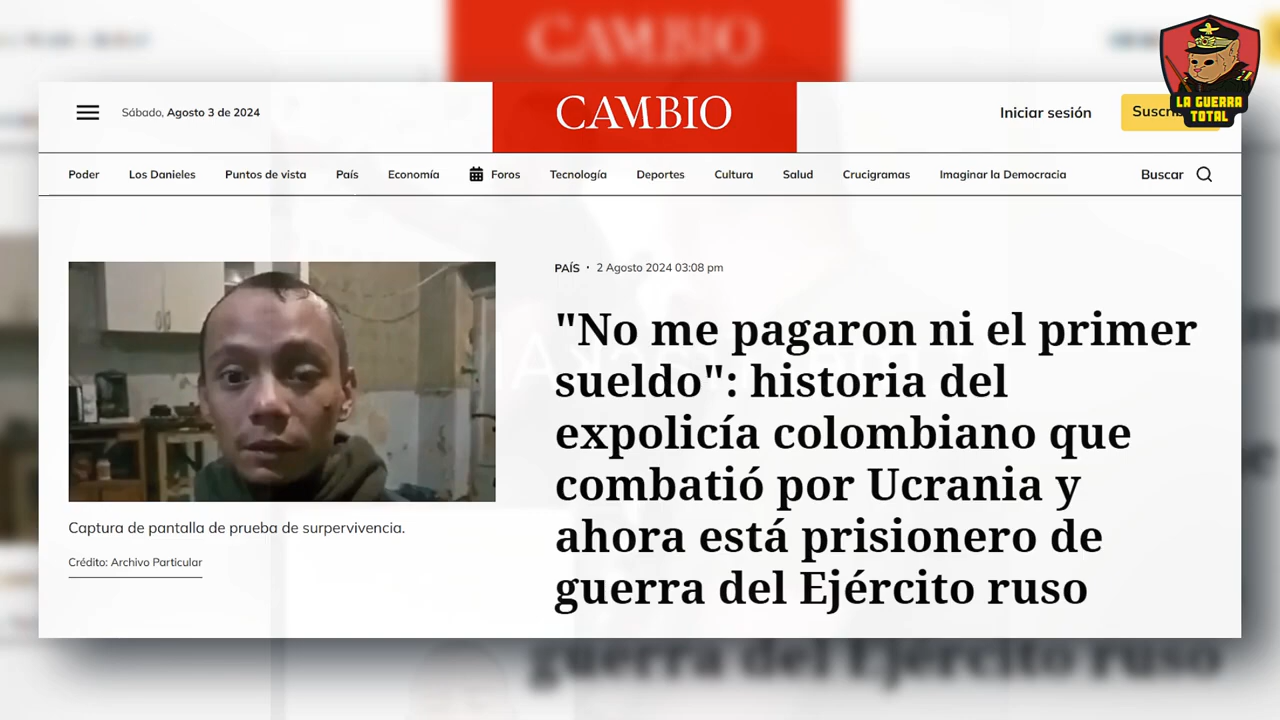 CAMBIO
LA GUERRA
TOTAL
Sábado, Agosto 3 de 2024
CAMBIO
Iniciar sesión
Poder Los Danieles Puntos de vista País Economía Foros Tecnología Deportes Cultura Salud Crucigramas Imaginar la Democracia Buscar
PAÍS · 2 Agosto 2024 03:08 pm
"No me pagaron ni el primer
sueldo": historia del
expolicía colombiano que
combatió por Ucrania y
ahora está prisionero de
guerra del Ejército ruso
Captura de pantalla de prueba de surpervivencia.
Crédito: Archivo Particular
guerra del Ejército ruso